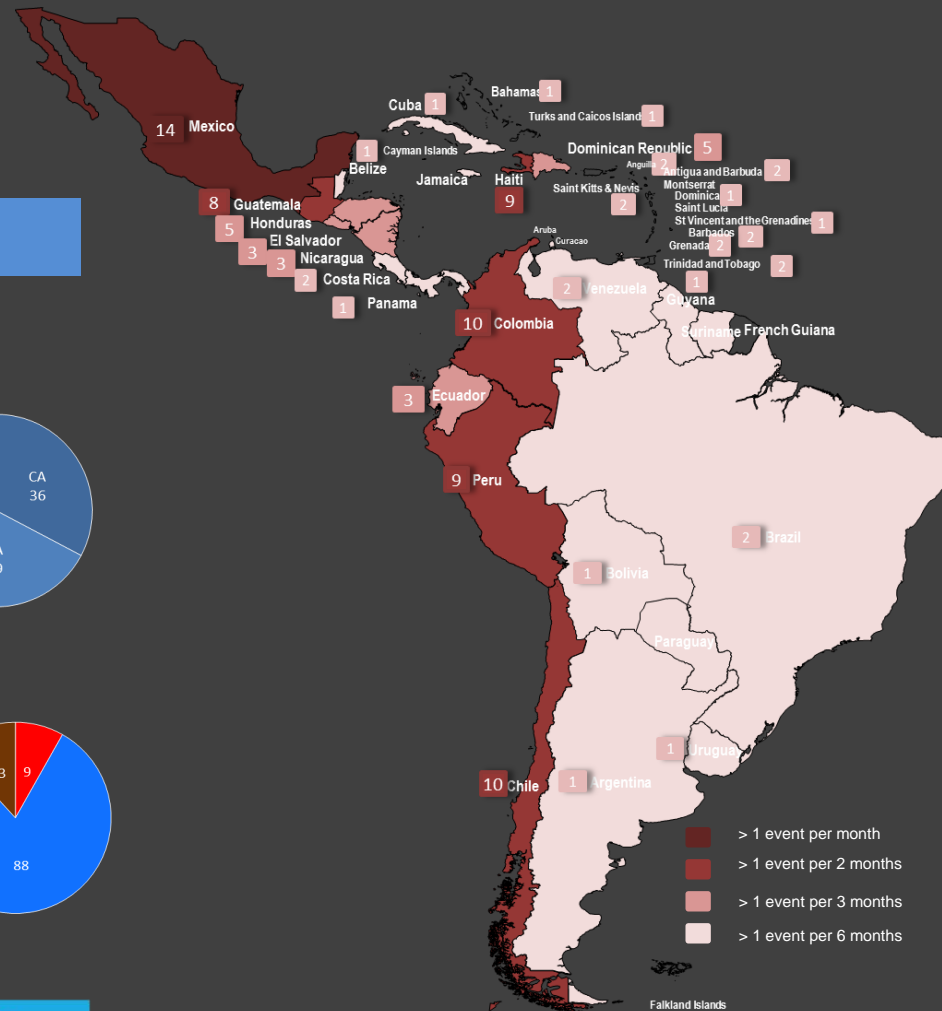 Bahamas 1
Cuba 1
Turks and Caicos Island 1
14 Mexico
1 Cayman Islands
Dominican Republic 5
Belize
Anguilla 2
Antigua and Barbuda 2
Jamaica
Haiti
9
Montserrat
Saint Kitts & Nevis
2
Dominica 1
8 Guatemala
Saint Lucia
5 Honduras
St Vincent and the Grenadines 1
Aruba
Barbados 2
3 El Salvador
Curacao
Grenada 2
3 Nicaragua
Trinidad and Tobago 2
2 Costa Rica
1
2 Venezuela
Guyana
1 Panama
10 Colombia
Suriname
French Guiana
3 Ecuador
CA
36
9 Peru
2 Brazil
1 Bolivia
Paraguay
1 Uruguay
3
9
88
10 Chile
1 Argentina
> 1 event per month
> 1 event per 2 months
> 1 event per 3 months
> 1 event per 6 months
Falkland Islands